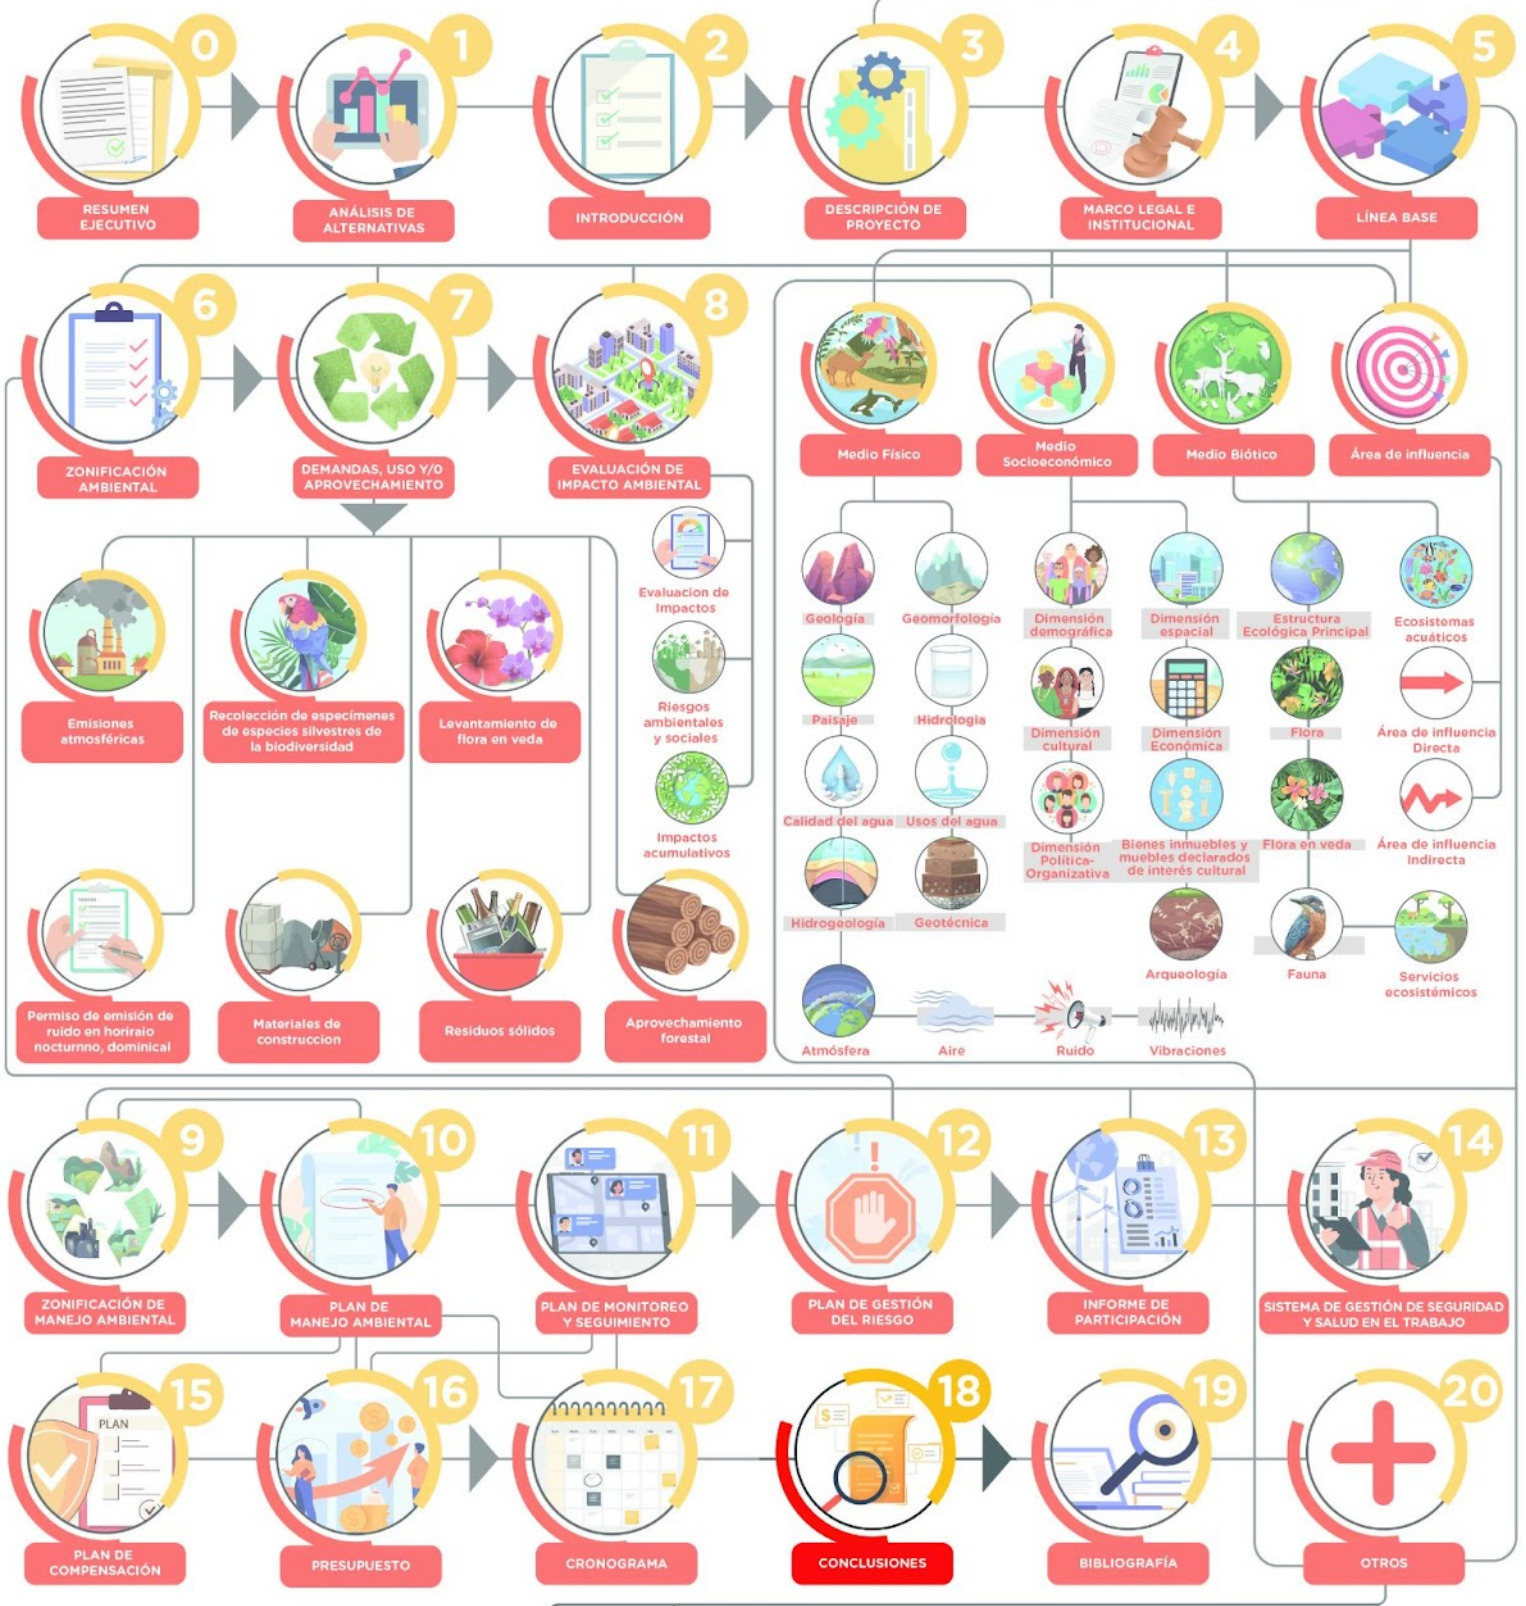 0
RESUMEN
EJECUTIVO
1
ANÁLISIS DE
ALTERNATIVAS
2
INTRODUCCIÓN
3
DESCRIPCIÓN DE
PROYECTO
4
MARCO LEGAL E
INSTITUCIONAL
5
LÍNEA BASE
6
ZONIFICACIÓN
AMBIENTAL
7
DEMANDAS, USO Y/O
APROVECHAMIENTO
8
EVALUACIÓN DE
IMPACTO AMBIENTAL
Medio Físico
Medio
Socioeconómico
Medio Biótico
Área de influencia
Evaluacion de
Impactos
Riesgos
ambientales
y sociales
Impactos
acumulativos
Emisiones
atmosféricas
Recolección de especímenes
de especies silvestres de
la biodiversidad
Levantamiento de
flora en veda
Permiso de emisión de
ruido en horiraio
nocturnno, dominical
Materiales de
construccion
Residuos sólidos
Aprovechamiento
forestal
Geología
Geomorfología
Dimensión
demográfica
Dimensión
espacial
Estructura
Ecológica Principal
Ecosistemas
acuáticos
Paisaje
Hidrología
Dimensión
cultural
Dimensión
Económica
Flora
Área de influencia
Directa
Calidad del agua
Usos del agua
Dimensión
Política-
Organizativa
Bienes inmuebles y
muebles declarados
de interés cultural
Flora en veda
Área de influencia
Indirecta
Hidrogeología
Geotécnica
Arqueología
Fauna
Servicios
ecosistémicos
Atmósfera
Aire
Ruido
Vibraciones
9
ZONIFICACIÓN DE
MANEJO AMBIENTAL
10
PLAN DE
MANEJO AMBIENTAL
11
PLAN DE MONITOREO
Y SEGUIMIENTO
12
PLAN DE GESTIÓN
DEL RIESGO
13
INFORME DE
PARTICIPACIÓN
14
SISTEMA DE GESTIÓN DE SEGURIDAD
Y SALUD EN EL TRABAJO
15
PLAN
PLAN DE
COMPENSACIÓN
16
PRESUPUESTO
17
CRONOGRAMA
18
CONCLUSIONES
19
BIBLIOGRAFÍA
20
OTROS